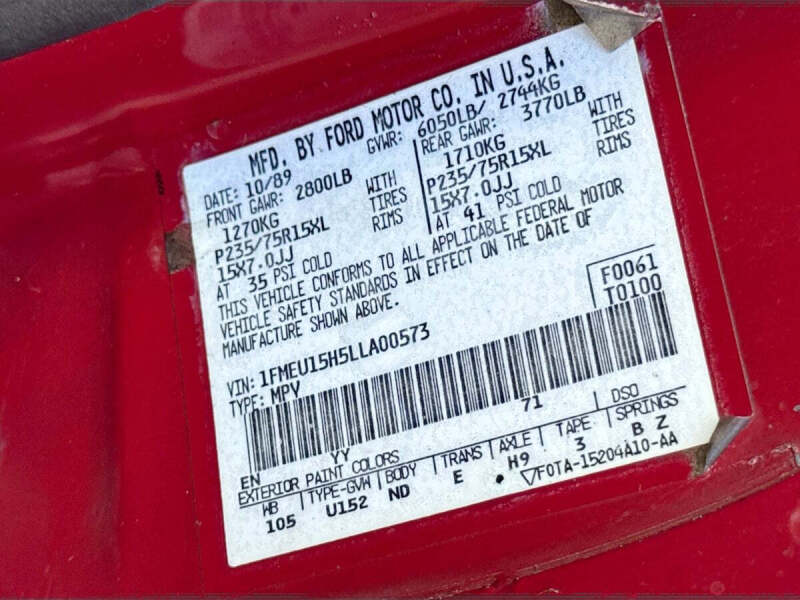 MFD. BY FORD MOTOR CO. IN U.S.A.
DATE: 10/89 GVWR: 6050LB/ 2744KG
FRONT GAWR: 2800LB REAR GAWR: 3770LB
1270KG WITH 1710KG WITH
P235/75R15XL TIRES P235/75R15XL TIRES
15X7.0JJ RIMS 15X7.0JJ RIMS
AT 35 PSI COLD AT 41 PSI COLD
THIS VEHICLE CONFORMS TO ALL APPLICABLE FEDERAL MOTOR
VEHICLE SAFETY STANDARDS IN EFFECT ON THE DATE OF
MANUFACTURE SHOWN ABOVE.
F0061
T0100
VIN: 1FMEU15H5LLA00573
TYPE: MPV
EN YY 71 DSO
EXTERIOR PAINT COLORS
WB TYPE-GVW BODY TRANS AXLE TAPE SPRINGS
105 U152 ND E H9 3 B Z
▽F0TA-15204A10-AA